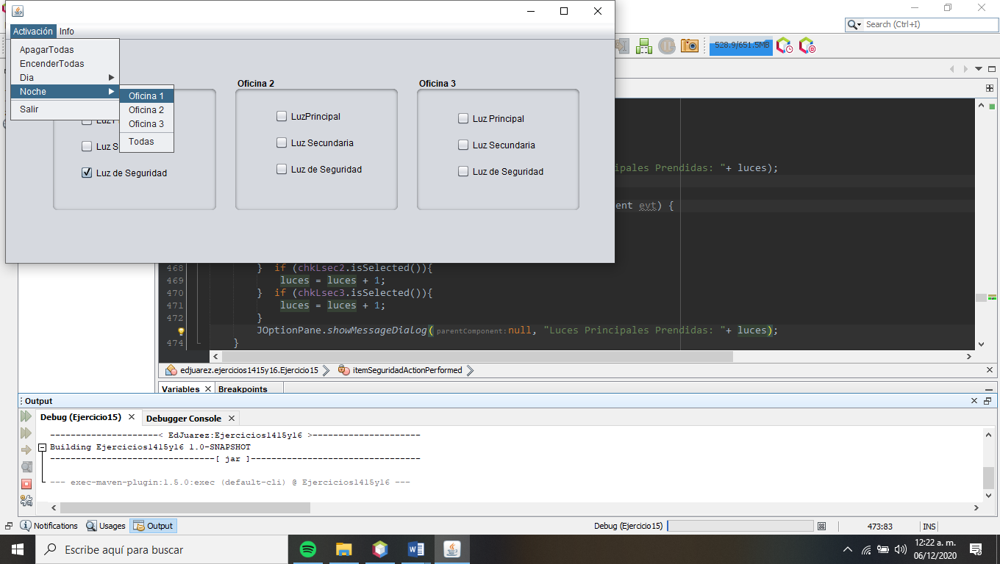 Activación Info
Search (Ctrl+I)
ApagarTodas
EncenderTodas
Dia
Noche
Salir
Oficina 1
Oficina 2
Oficina 3
Todas
528.9/651.5MB
Luz S
Luz de Seguridad
Oficina 2
LuzPrincipal
Luz Secundaria
Luz de Seguridad
Oficina 3
Luz Principal
Luz Secundaria
Luz de Seguridad
ipales Prendidas: "+ luces);
ent evt) {
468 } if (chkLsec2.isSelected()){
469 luces = luces + 1;
470 } if (chkLsec3.isSelected()){
471 luces = luces + 1;
472 }
JOptionPane.showMessageDialog(parentComponent:null, "Luces Principales Prendidas: "+ luces);
474 }
edjuarez.ejercicios1415y16.Ejercicio15 itemSeguridadActionPerformed
Variables Breakpoints
Output
Debug (Ejercicio15) Debugger Console
---------------------< EdJuarez:Ejercicios1415y16 >---------------------
Building Ejercicios1415y16 1.0-SNAPSHOT
--------------------------------[ jar ]---------------------------------
--- exec-maven-plugin:1.5.0:exec (default-cli) @ Ejercicios1415y16 ---
Notifications Usages Output Debug (Ejercicio15) 473:83 INS
Escribe aquí para buscar
12:22 a. m.
06/12/2020